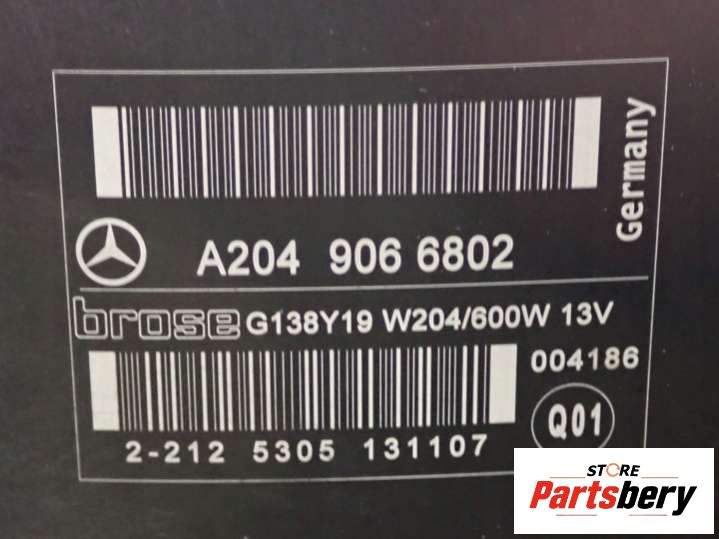 Germany
A204 906 6802
brose G138Y19 W204/600W 13V
004186
Q01
2-212 5305 131107
STORE
Partsbery